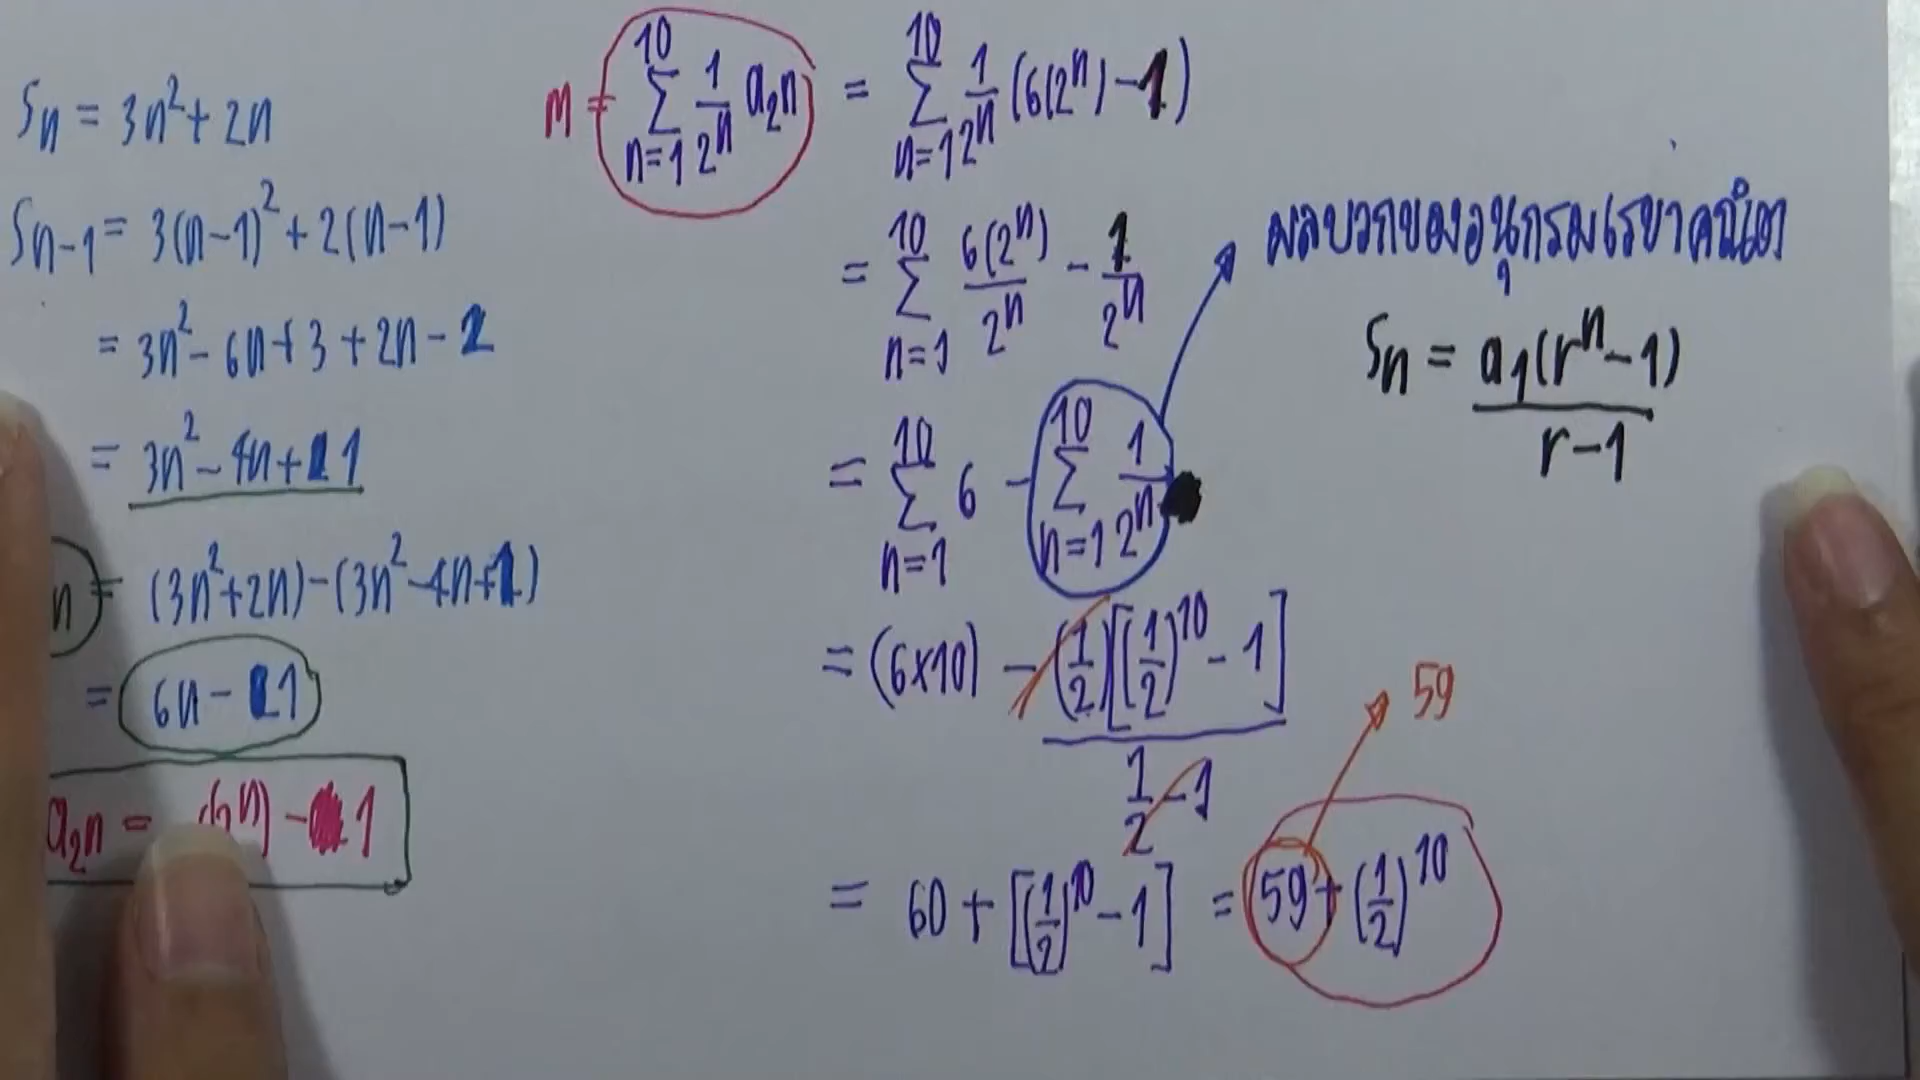 Sn = 3n² + 2n
Sn-1 = 3(n-1)² + 2(n-1)
= 3n² - 6n + 3 + 2n - 2
= 3n² - 4n + 1
n = (3n²+2n) - (3n² - 4n + 1)
= 6n - 1
a₂n = (2ⁿ) - 1
M = 10 Σ n=1 1/2ⁿ a₂n = 10 Σ n=1 1/2ⁿ (6(2ⁿ) - 1)
= 10 Σ n=1 6(2ⁿ)/2ⁿ - 1/2ⁿ
= 10 Σ n=1 6 - 10 Σ n=1 1/2ⁿ
= (6×10) - (1/2)[(1/2)¹⁰ - 1] / 1/2 - 1
= 60 + [(1/2)¹⁰ - 1] = 59 + (1/2)¹⁰
59
ผลบวกของอนุกรมเรขาคณิต
Sn = a₁(rⁿ - 1) / r - 1